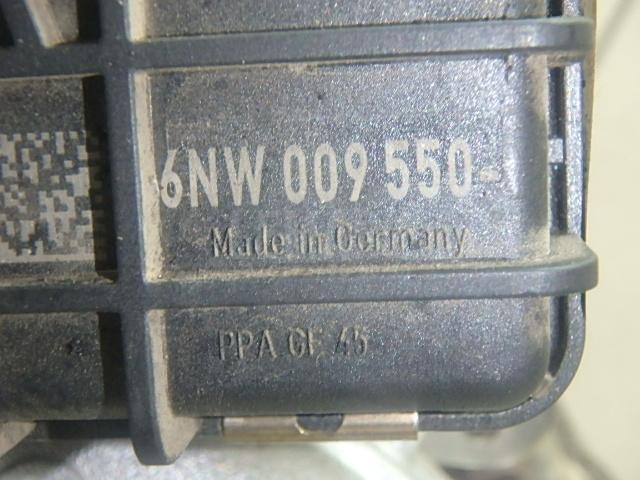 6NW 009 550-
Made in Germany
PPA GF 45